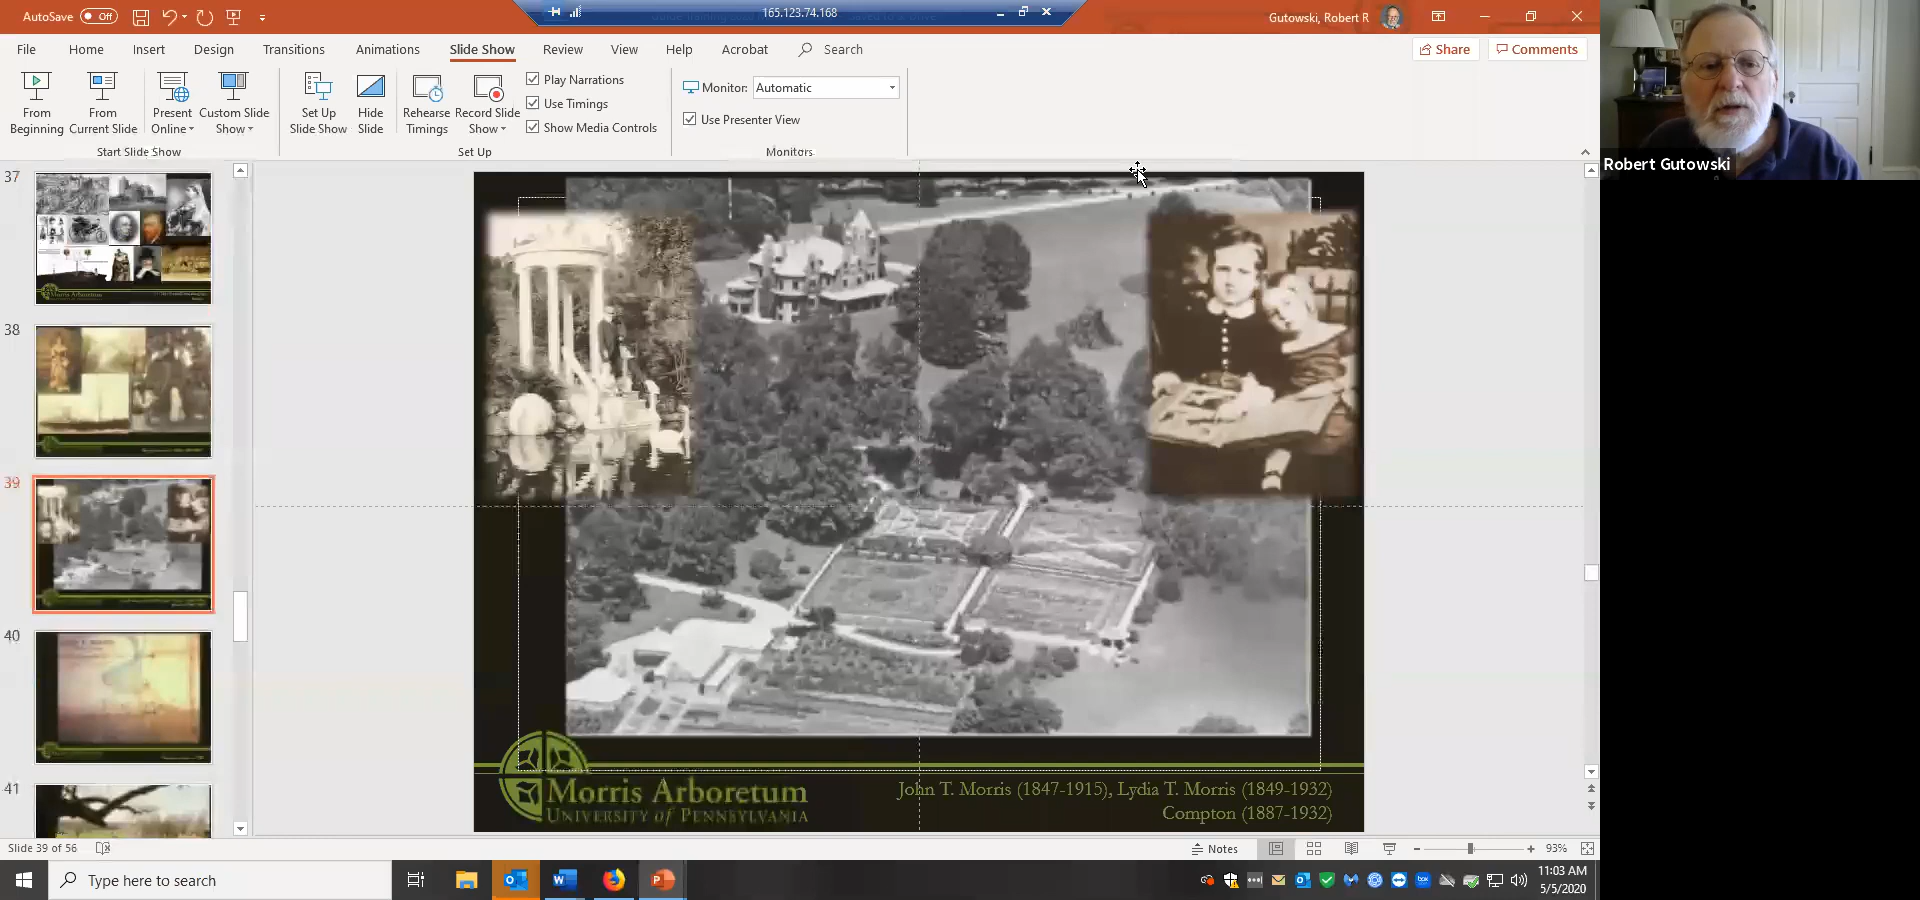 AutoSave Off
165.123.74.168
Gutowski, Robert R
File Home Insert Design Transitions Animations Slide Show Review View Help Acrobat Search
Share Comments
From Beginning
From Current Slide
Present Online
Custom Slide Show
Set Up Slide Show
Hide Slide
Rehearse Timings
Record Slide Show
Play Narrations
Use Timings
Show Media Controls
Monitor: Automatic
Use Presenter View
Start Slide Show
Set Up
Monitors
Robert Gutowski
37
38
39
40
41
Morris Arboretum
University of Pennsylvania
John T. Morris (1847-1915), Lydia T. Morris (1849-1932)
Compton (1887-1932)
Slide 39 of 56
Notes
93%
Type here to search
11:03 AM
5/5/2020